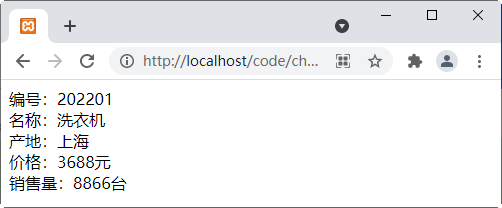 http://localhost/code/ch...
编号：202201
名称：洗衣机
产地：上海
价格：3688元
销售量：8866台